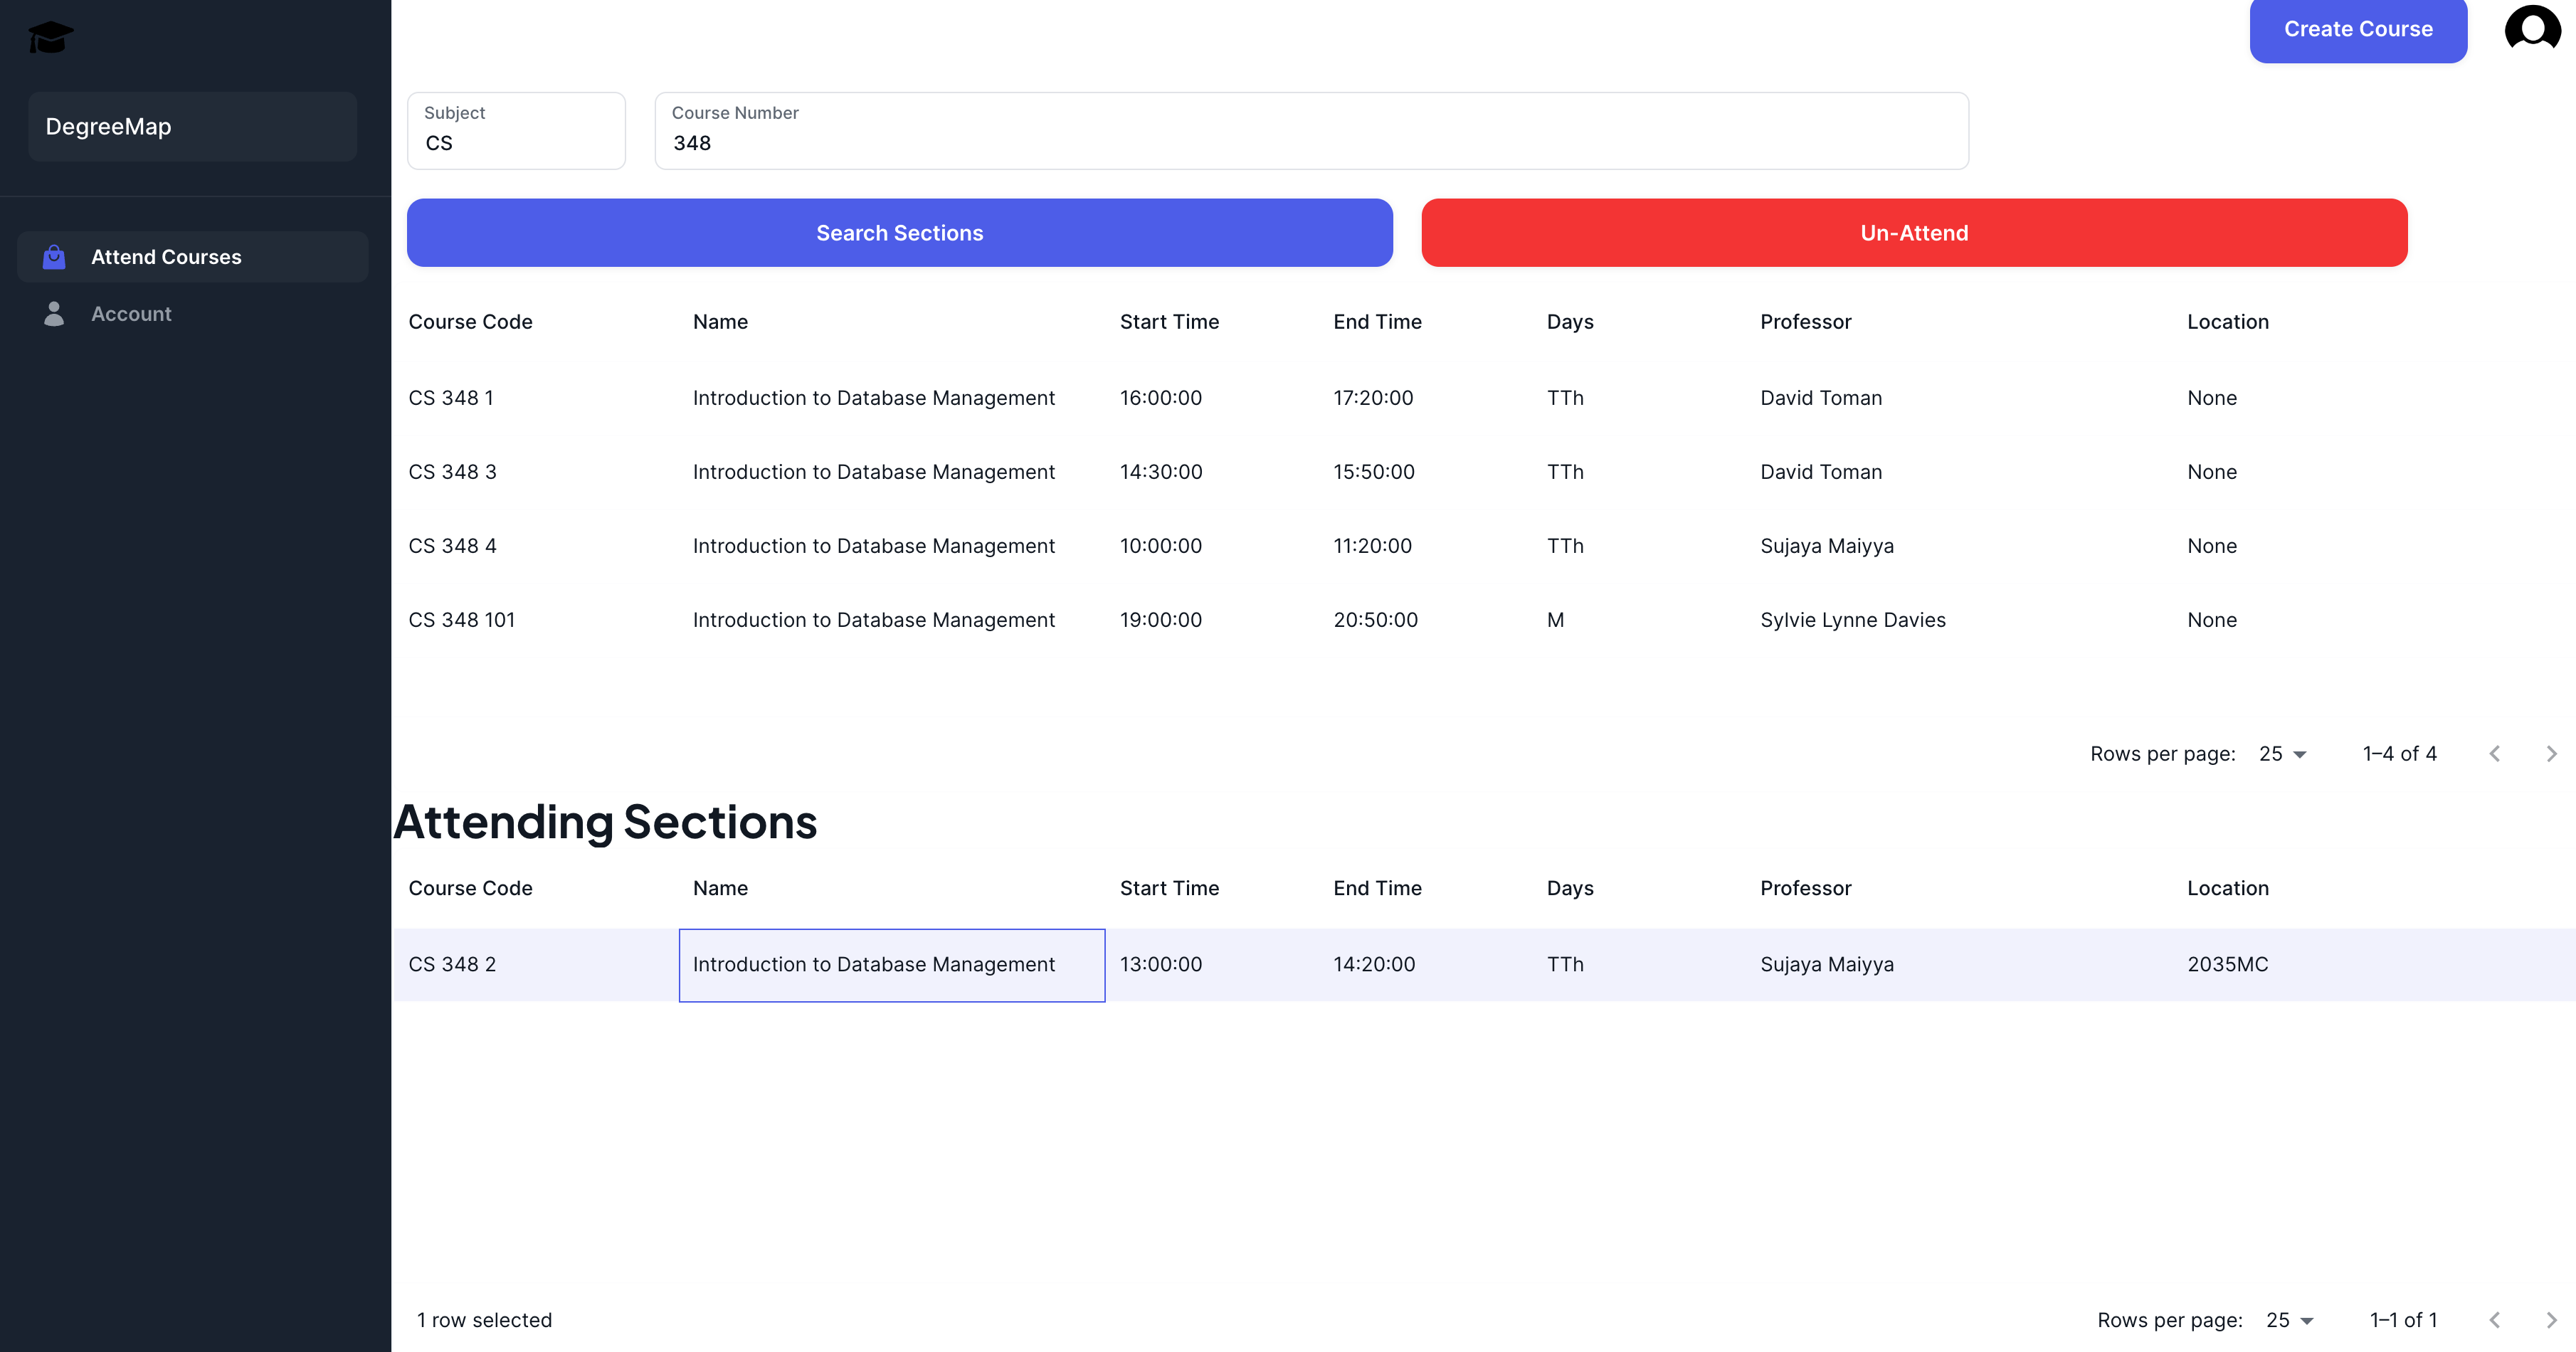 Create Course
DegreeMap
Attend Courses
Account
Subject
CS
Course Number
348
Search Sections
Un-Attend
Course Code Name Start Time End Time Days Professor Location
CS 348 1 Introduction to Database Management 16:00:00 17:20:00 TTh David Toman None
CS 348 3 Introduction to Database Management 14:30:00 15:50:00 TTh David Toman None
CS 348 4 Introduction to Database Management 10:00:00 11:20:00 TTh Sujaya Maiyya None
CS 348 101 Introduction to Database Management 19:00:00 20:50:00 M Sylvie Lynne Davies None
Rows per page: 25 1–4 of 4
Attending Sections
Course Code Name Start Time End Time Days Professor Location
CS 348 2 Introduction to Database Management 13:00:00 14:20:00 TTh Sujaya Maiyya 2035MC
1 row selected Rows per page: 25 1–1 of 1